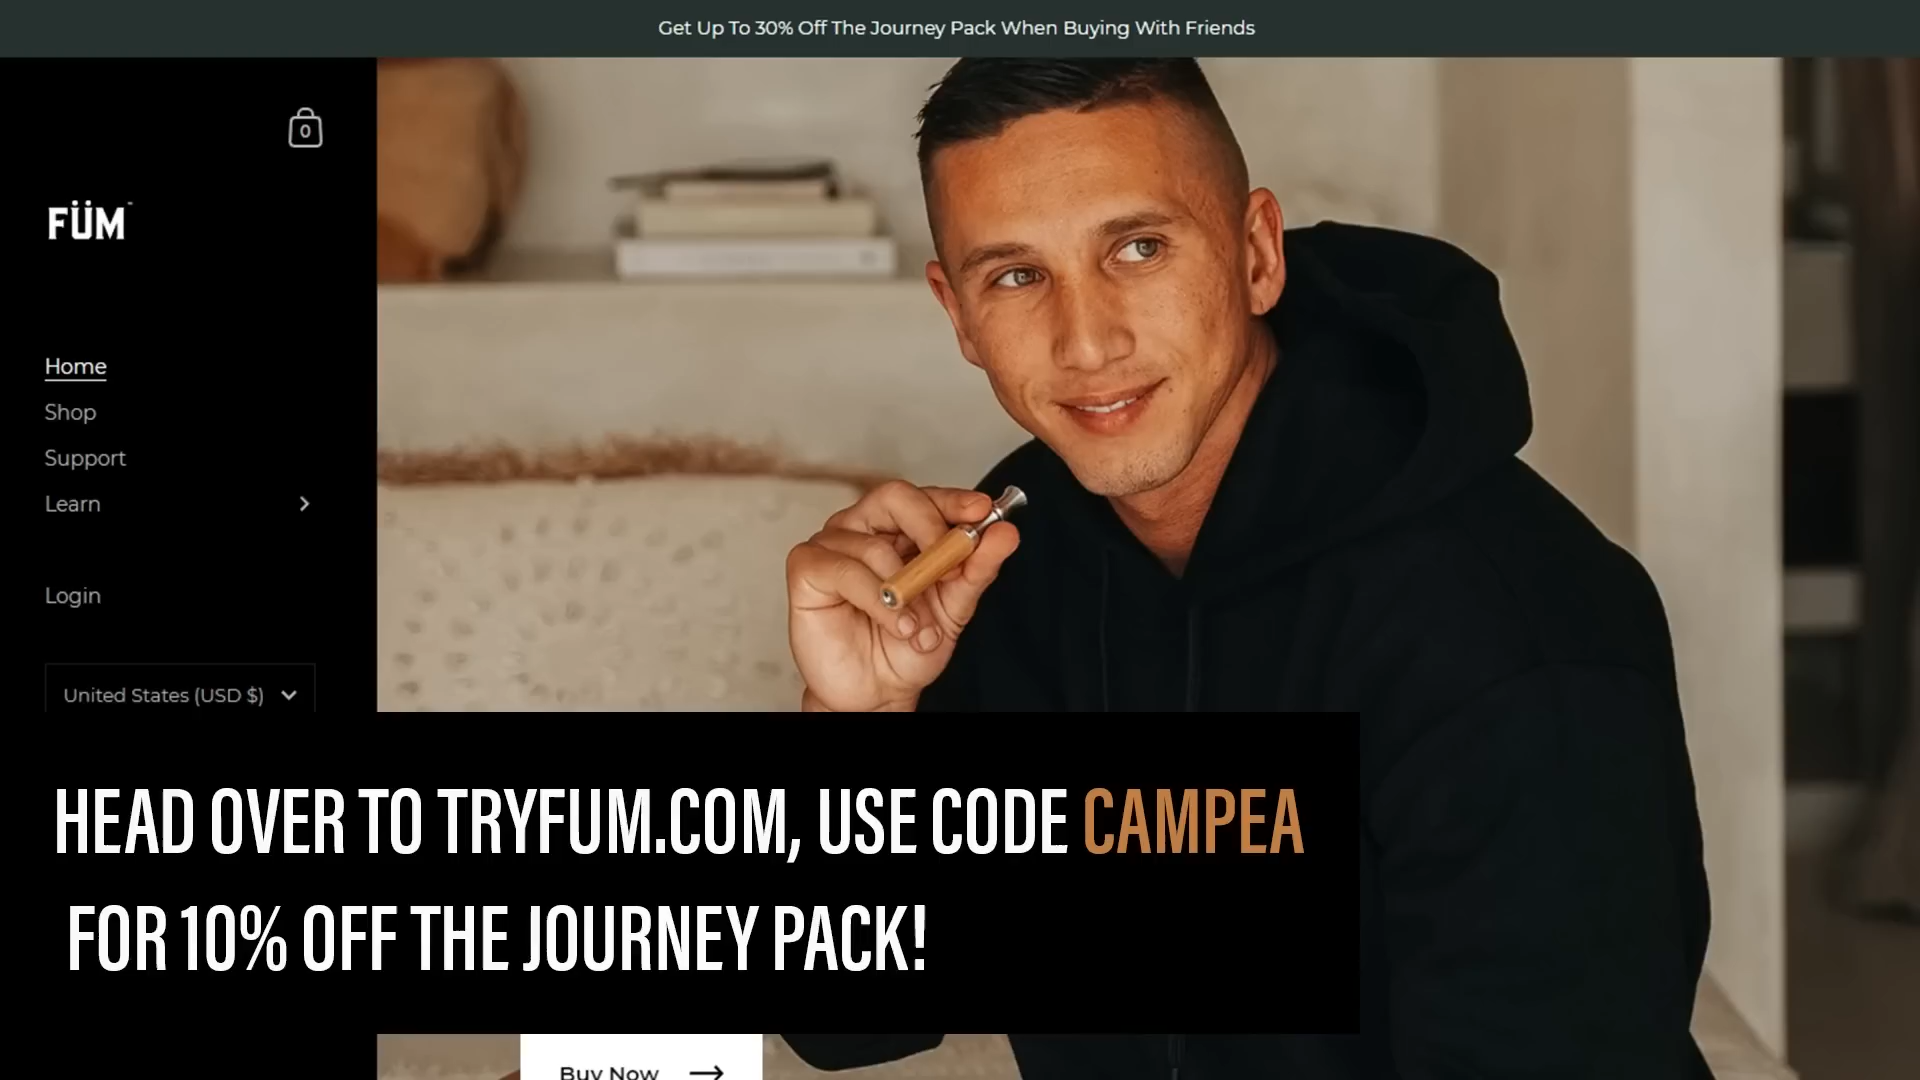 Get Up To 30% Off The Journey Pack When Buying With Friends
0
FÜM
Home
Shop
Support
Learn
Login
United States (USD $)
HEAD OVER TO TRYFUM.COM, USE CODE CAMPEA
FOR 10% OFF THE JOURNEY PACK!
Buy Now